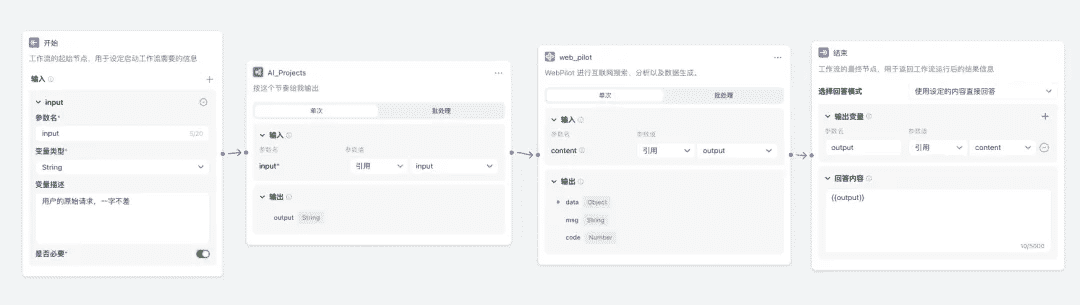 开始
工作流的起始节点，用于设定启动工作流需要的信息
输入
input
参数名*
input
5/20
变量类型*
String
变量描述
用户的原始请求，一字不差
是否必要*
AI_Projects
按这个节奏给我输出
单次
批处理
输入
参数名
参数值
input*
引用
input
输出
output String
web_pilot
WebPilot 进行互联网搜索、分析以及数据生成。
单次
批处理
输入
参数名
参数值
content
引用
output
输出
data Object
msg String
code Number
结束
工作流的最终节点，用于返回工作流运行后的结果信息
选择回答模式
使用设定的内容直接回答
输出变量
参数名
参数值
output
引用
content
回答内容
{{output}}
10/5000